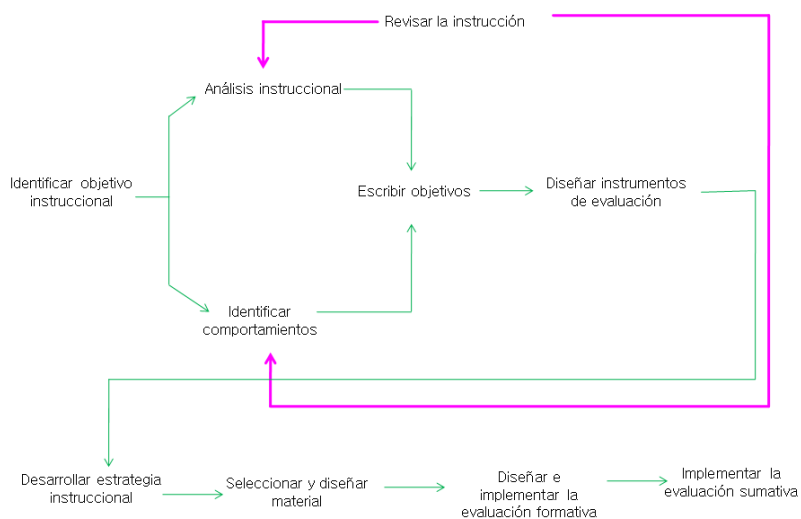 Revisar la instrucción
Análisis instruccional
Identificar objetivo
instruccional
Escribir objetivos
Diseñar instrumentos
de evaluación
Identificar
comportamientos
Desarrollar estrategia
instruccional
Seleccionar y diseñar
material
Diseñar e
implementar la
evaluación formativa
Implementar la
evaluación sumativa